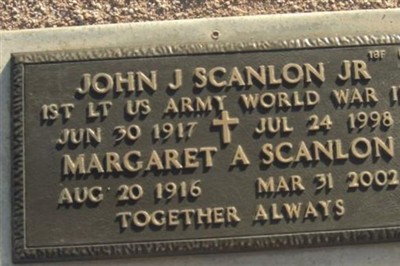 JOHN J SCANLON JR
1ST LT US ARMY WORLD WAR
JUN 30 1917 JUL 24 1998
MARGARET A SCANLON
AUG 20 1916 MAR 31 2002
TOGETHER ALWAYS